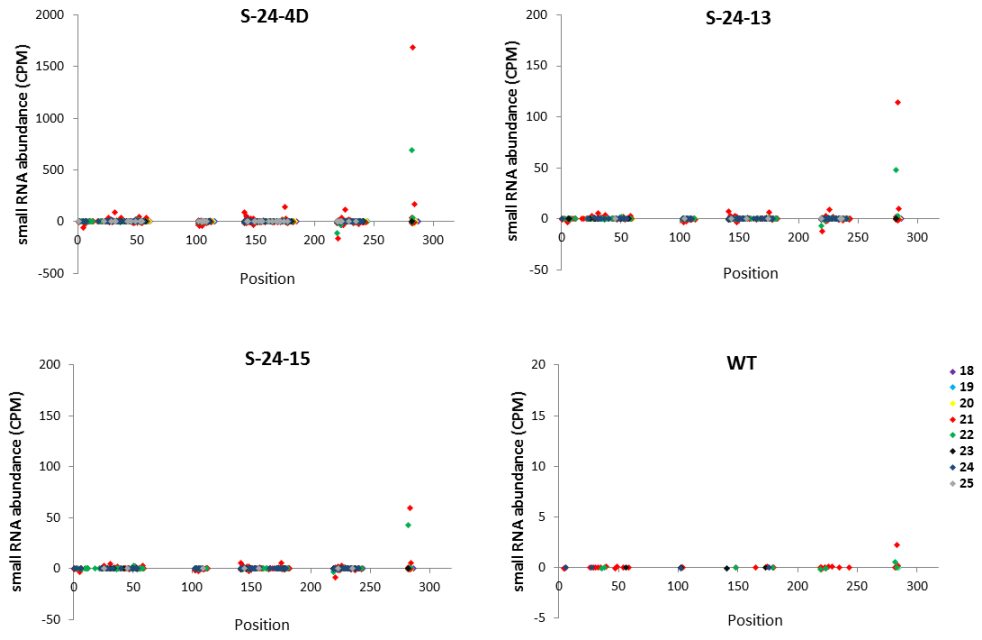 S-24-4D
small RNA abundance (CPM)
2000
1500
1000
500
0
-500
0 50 100 150 200 250 300
Position
S-24-13
small RNA abundance (CPM)
200
150
100
50
0
-50
0 50 100 150 200 250 300
Position
S-24-15
small RNA abundance (CPM)
200
150
100
50
0
-50
0 50 100 150 200 250 300
Position
WT
small RNA abundance (CPM)
20
15
10
5
0
-5
0 50 100 150 200 250 300
Position
18
19
20
21
22
23
24
25